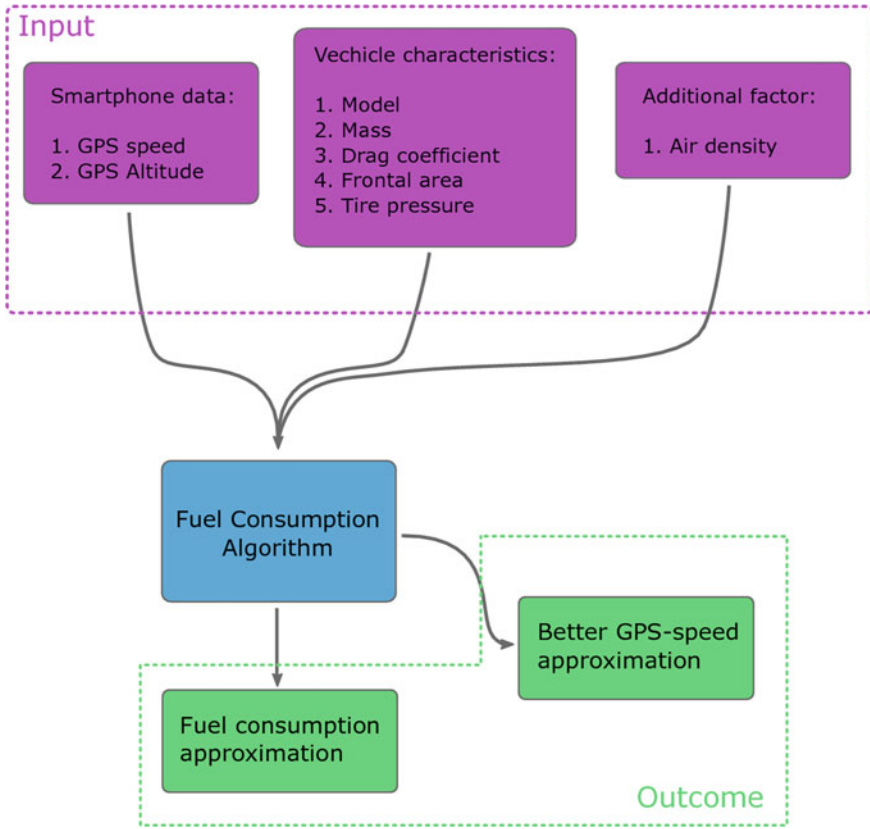 Input
Smartphone data:
1. GPS speed
2. GPS Altitude
Vechicle characteristics:
1. Model
2. Mass
3. Drag coefficient
4. Frontal area
5. Tire pressure
Additional factor:
1. Air density
Fuel Consumption
Algorithm
Better GPS-speed
approximation
Fuel consumption
approximation
Outcome